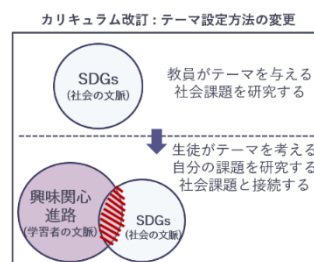 カリキュラム改訂：テーマ設定方法の変更
SDGs
(社会の文脈)
教員がテーマを与える
社会課題を研究する
生徒がテーマを考える
自分の課題を研究する
社会課題と接続する
興味関心
進路
(学習者の文脈)
SDGs
(社会の文脈)